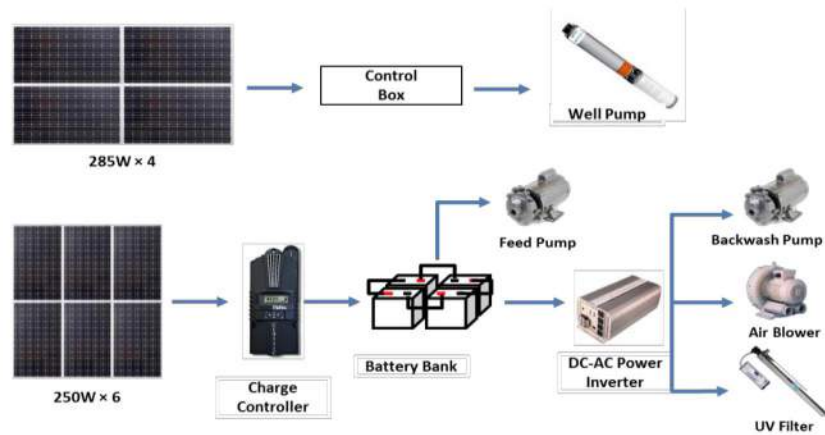 Control
Box
Well Pump
285W × 4
Feed Pump
Backwash Pump
Air Blower
Battery Bank
DC-AC Power
Inverter
Charge
Controller
250W × 6
UV Filter